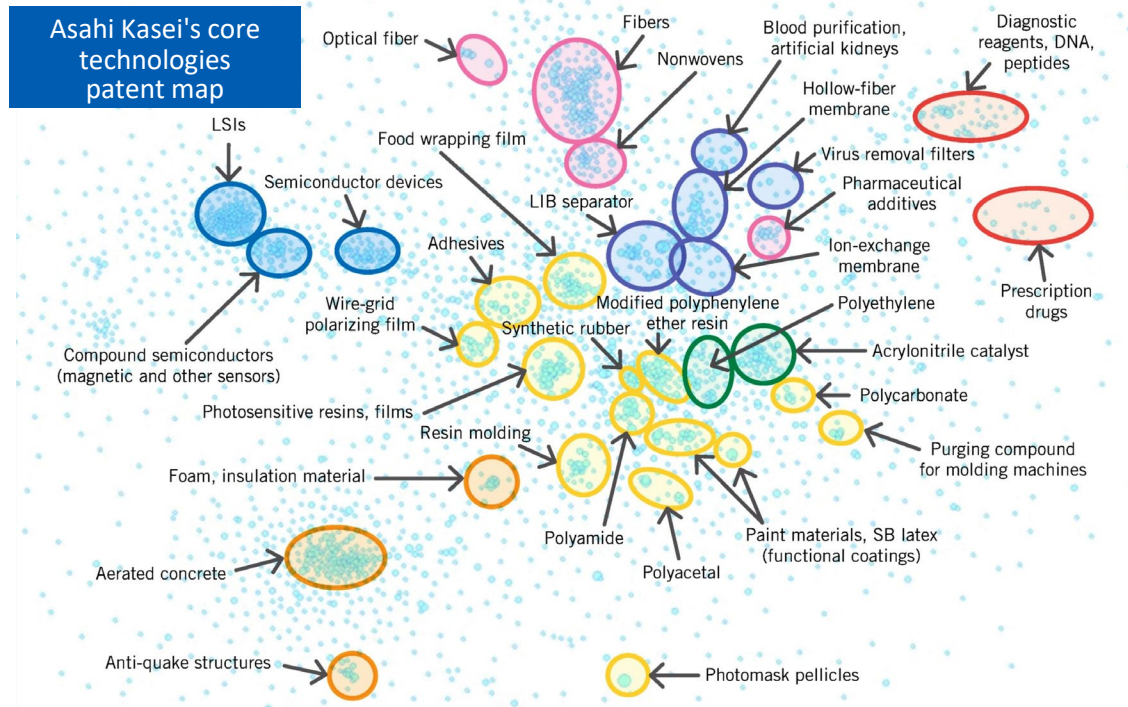 Asahi Kasei's core
technologies
patent map
Optical fiber
Fibers
Nonwovens
Blood purification,
artificial kidneys
Hollow-fiber
membrane
Diagnostic
reagents, DNA,
peptides
LSIs
Food wrapping film
Semiconductor devices
LIB separator
Virus removal filters
Pharmaceutical
additives
Adhesives
Ion-exchange
membrane
Prescription
drugs
Wire-grid
polarizing film
Modified polyphenylene
ether resin
Synthetic rubber
Polyethylene
Compound semiconductors
(magnetic and other sensors)
Acrylonitrile catalyst
Photosensitive resins, films
Polycarbonate
Resin molding
Purging compound
for molding machines
Foam, insulation material
Polyamide
Paint materials, SB latex
(functional coatings)
Polyacetal
Aerated concrete
Anti-quake structures
Photomask pellicles